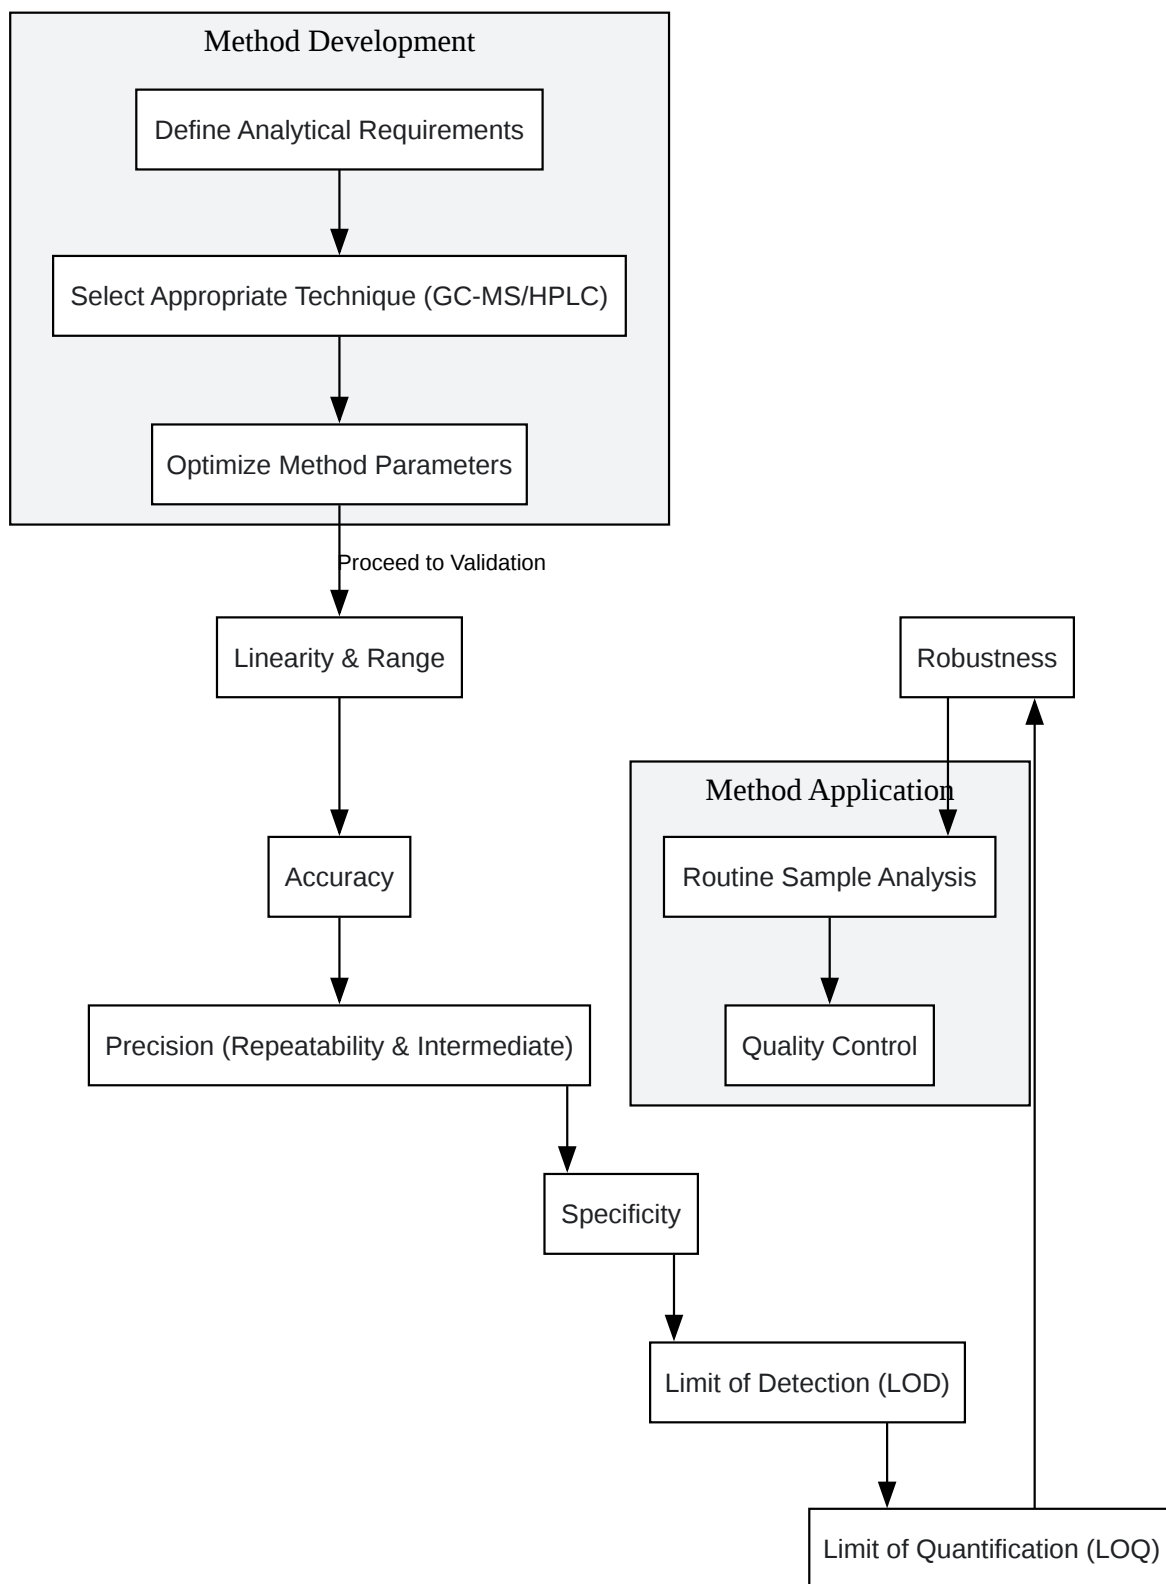 Method Development
Define Analytical Requirements
Select Appropriate Technique (GC-MS/HPLC)
Optimize Method Parameters
Proceed to Validation
Linearity & Range
Robustness
Method Application
Accuracy
Routine Sample Analysis
Precision (Repeatability & Intermediate)
Quality Control
Specificity
Limit of Detection (LOD)
Limit of Quantification (LOQ)